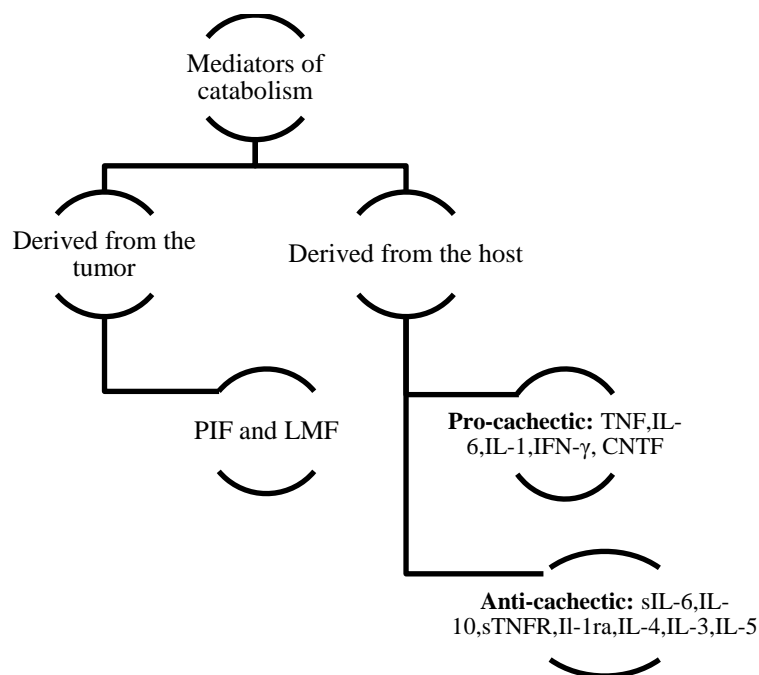 Mediators of
catabolism
Derived from the
tumor
Derived from the host
PIF and LMF
Pro-cachectic: TNF,IL-
6,IL-1,IFN-γ, CNTF
Anti-cachectic: sIL-6,IL-
10,sTNFR,Il-1ra,IL-4,IL-3,IL-5